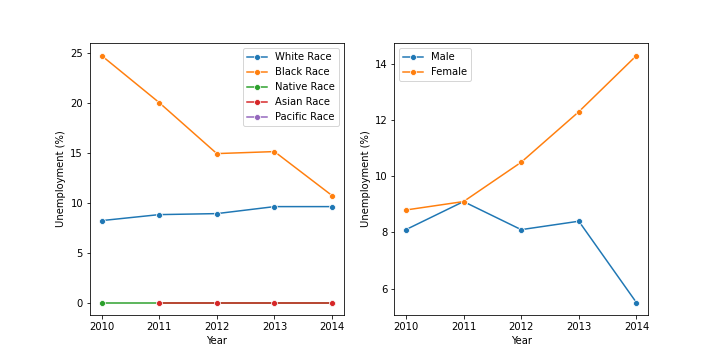 25
20
15
10
5
0
Unemployment (%)
2010 2011 2012 2013 2014
Year
White Race
Black Race
Native Race
Asian Race
Pacific Race
14
12
10
8
6
Unemployment (%)
2010 2011 2012 2013 2014
Year
Male
Female